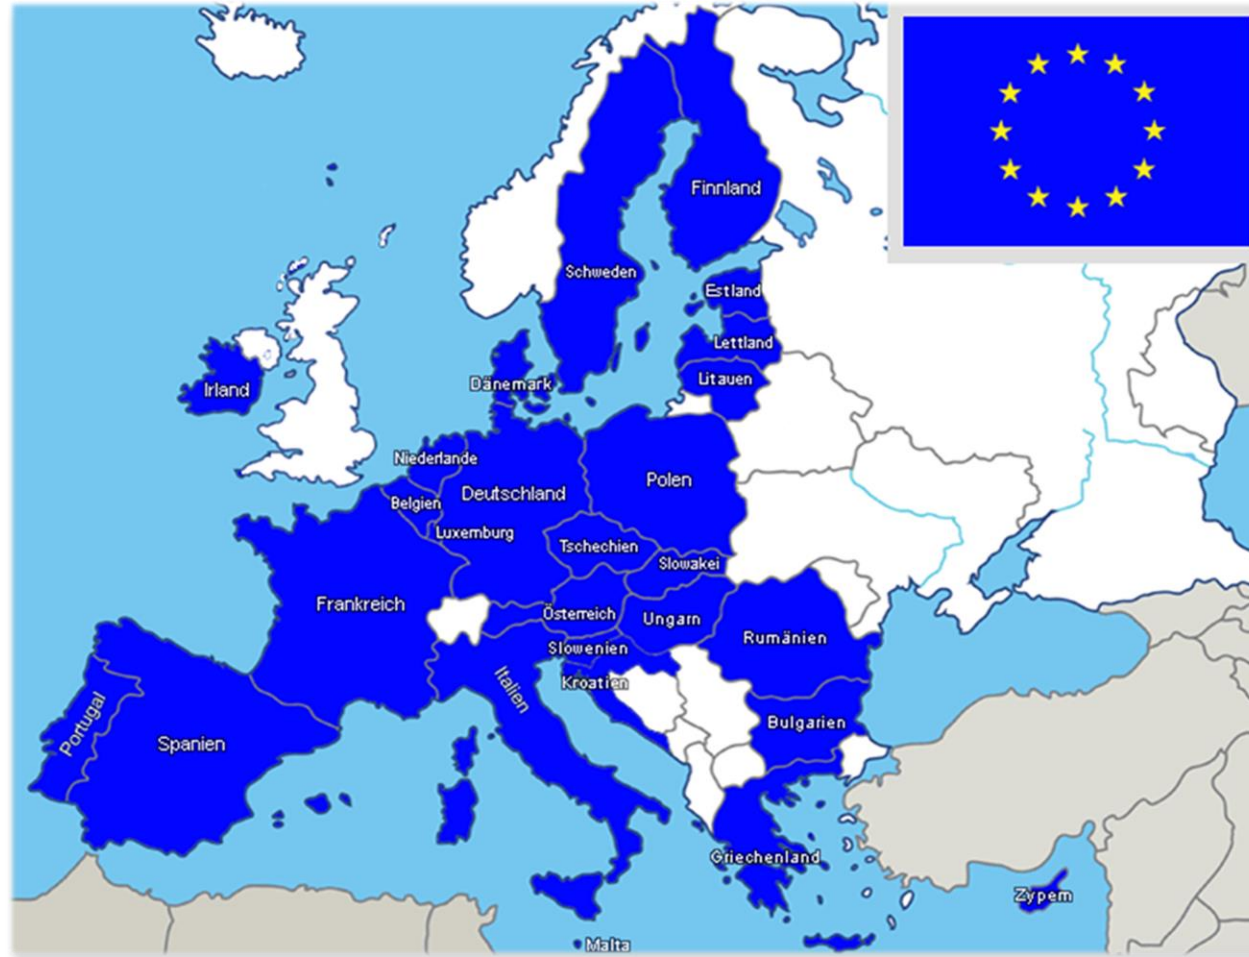 Finnland
Schweden
Estland
Lettland
Litauen
Dänemark
Irland
Niederlande
Polen
Deutschland
Belgien
Luxemburg
Tschechien
Slowakei
Frankreich
Österreich
Ungarn
Rumänien
Slowenien
Kroatien
Italien
Portugal
Bulgarien
Spanien
Griechenland
Zypern
Malta